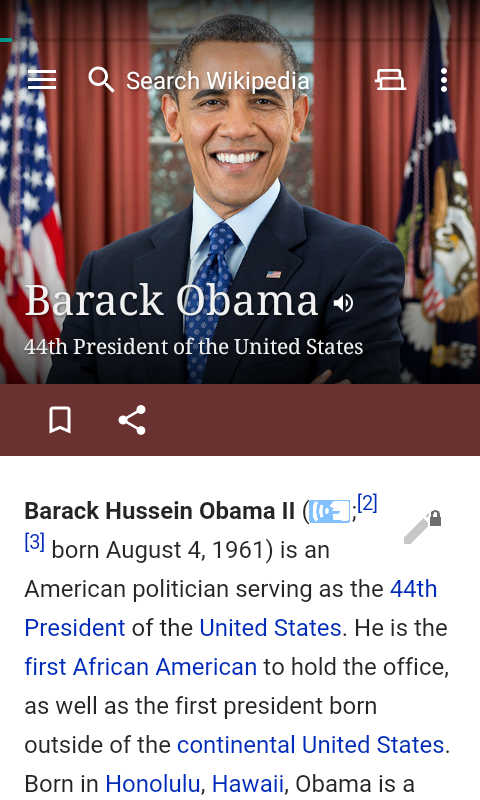 Search Wikipedia
Barack Obama
44th President of the United States
Barack Hussein Obama II (;[2]
[3] born August 4, 1961) is an
American politician serving as the 44th
President of the United States. He is the
first African American to hold the office,
as well as the first president born
outside of the continental United States.
Born in Honolulu, Hawaii, Obama is a